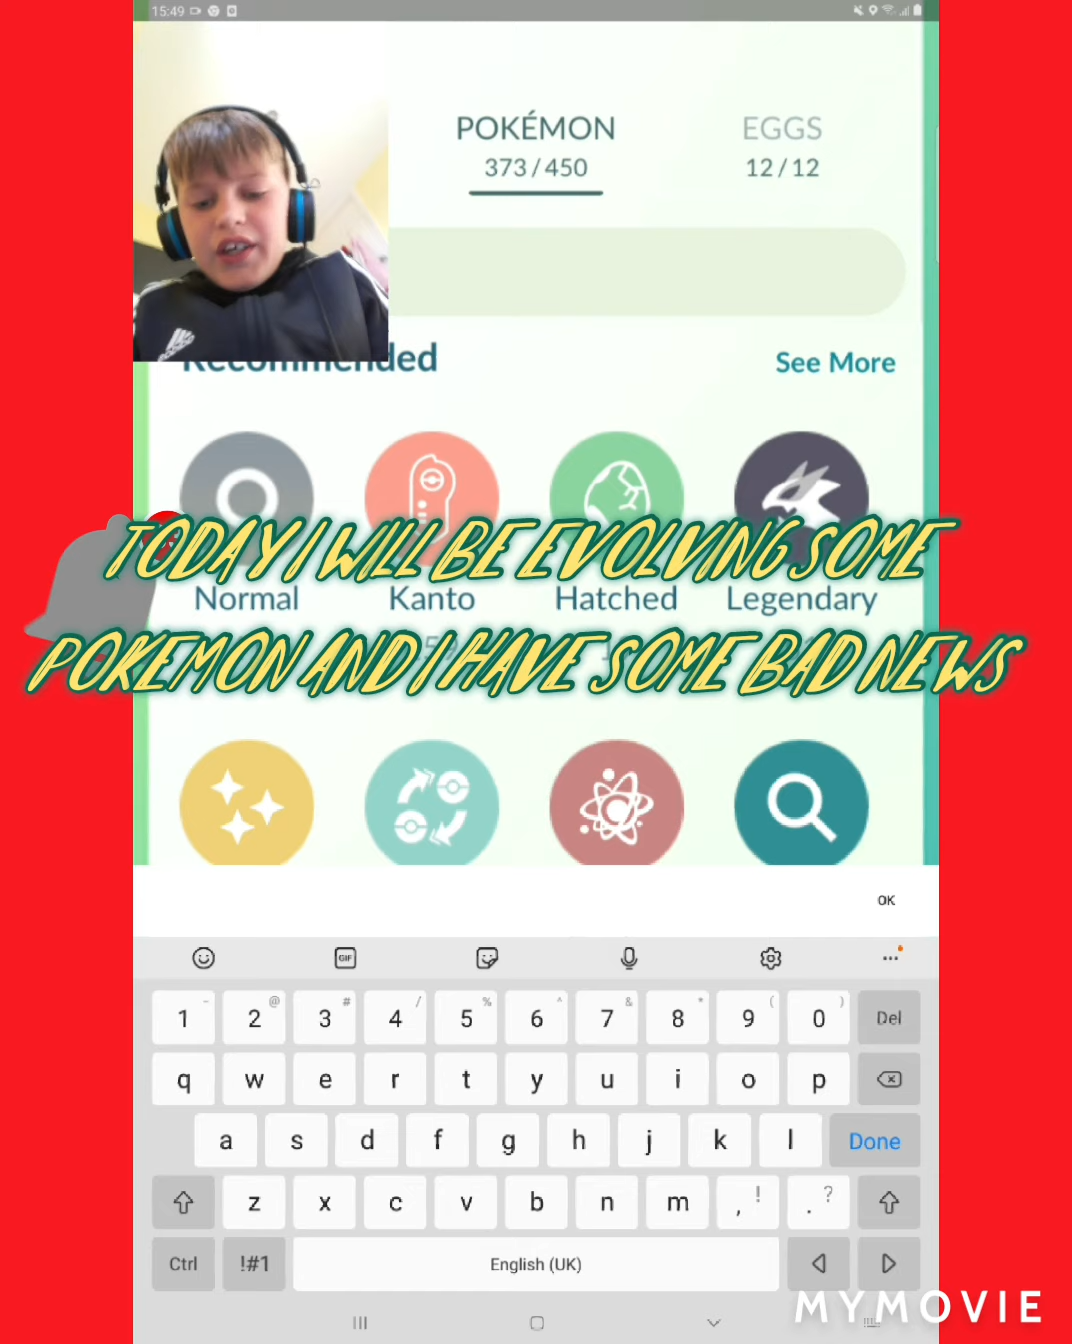 15:49
POKÉMON EGGS
373/450 12/12
Recommended See More
TODAY I WILL BE EVOLVING SOME
Normal Kanto Hatched Legendary
POKEMON AND I HAVE SOME BAD NEWS
OK
GIF
1 - 2 @ 3 # 4 / 5 % 6 ^ 7 & 8 * 9 ( 0 ) Del
q w e r t y u i o p
a s d f g h j k l Done
z x c v b n m , ! . ?
Ctrl !#1 English (UK)
MYMOVIE